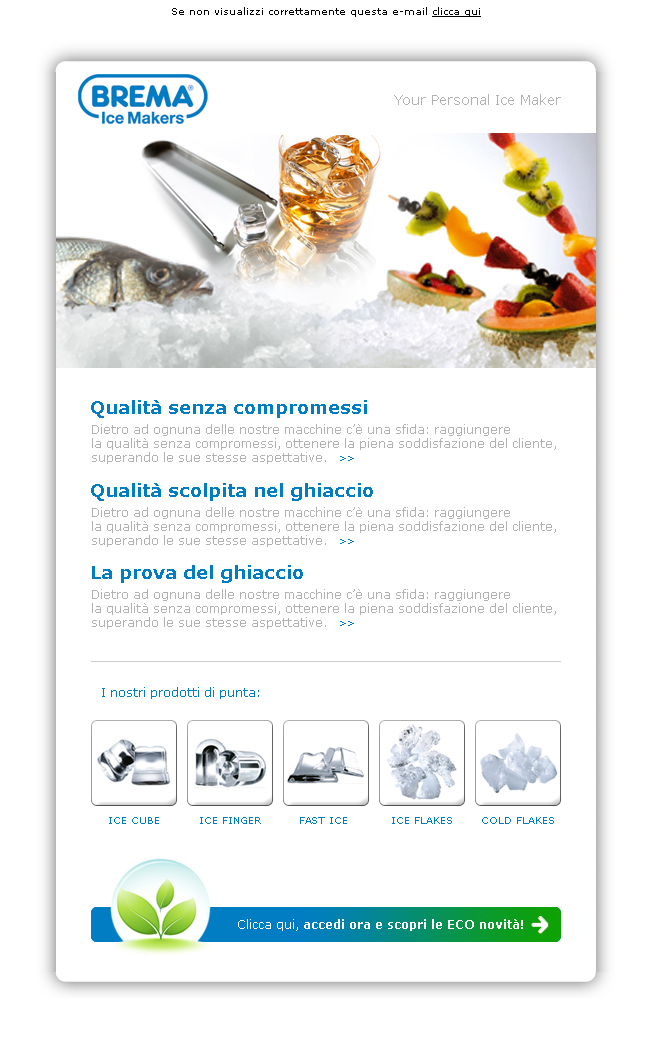 Se non visualizzi correttamente questa e-mail clicca qui
BREMA®
Ice Makers
Your Personal Ice Maker
Qualità senza compromessi
Dietro ad ognuna delle nostre macchine c'è una sfida: raggiungere
la qualità senza compromessi, ottenere la piena soddisfazione del cliente,
superando le sue stesse aspettative. >>
Qualità scolpita nel ghiaccio
Dietro ad ognuna delle nostre macchine c'è una sfida: raggiungere
la qualità senza compromessi, ottenere la piena soddisfazione del cliente,
superando le sue stesse aspettative. >>
La prova del ghiaccio
Dietro ad ognuna delle nostre macchine c'è una sfida: raggiungere
la qualità senza compromessi, ottenere la piena soddisfazione del cliente,
superando le sue stesse aspettative. >>
I nostri prodotti di punta:
ICE CUBE
ICE FINGER
FAST ICE
ICE FLAKES
COLD FLAKES
Clicca qui, accedi ora e scopri le ECO novità!